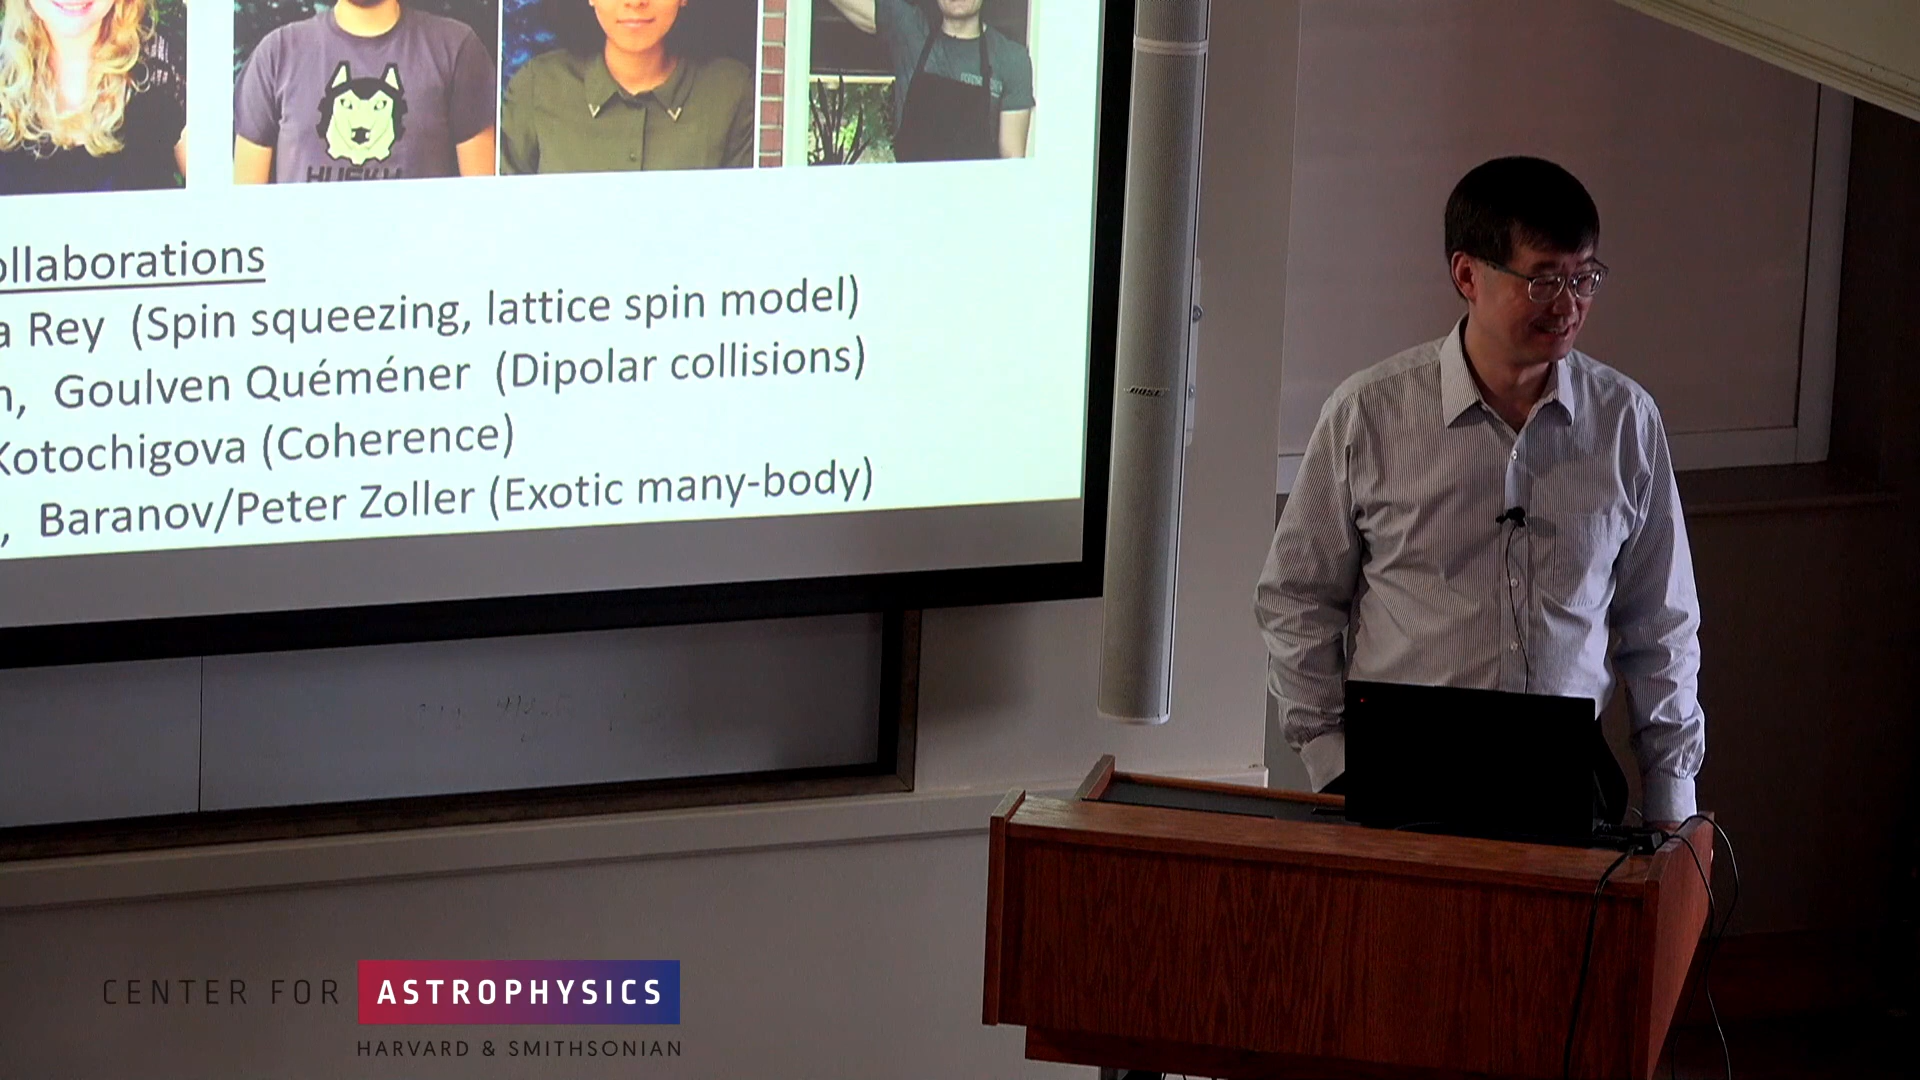 HUSKY
ollaborations
a Rey (Spin squeezing, lattice spin model)
n, Goulven Quéméner (Dipolar collisions)
Kotochigova (Coherence)
, Baranov/Peter Zoller (Exotic many-body)
BOSE
CENTER FOR ASTROPHYSICS
HARVARD & SMITHSONIAN